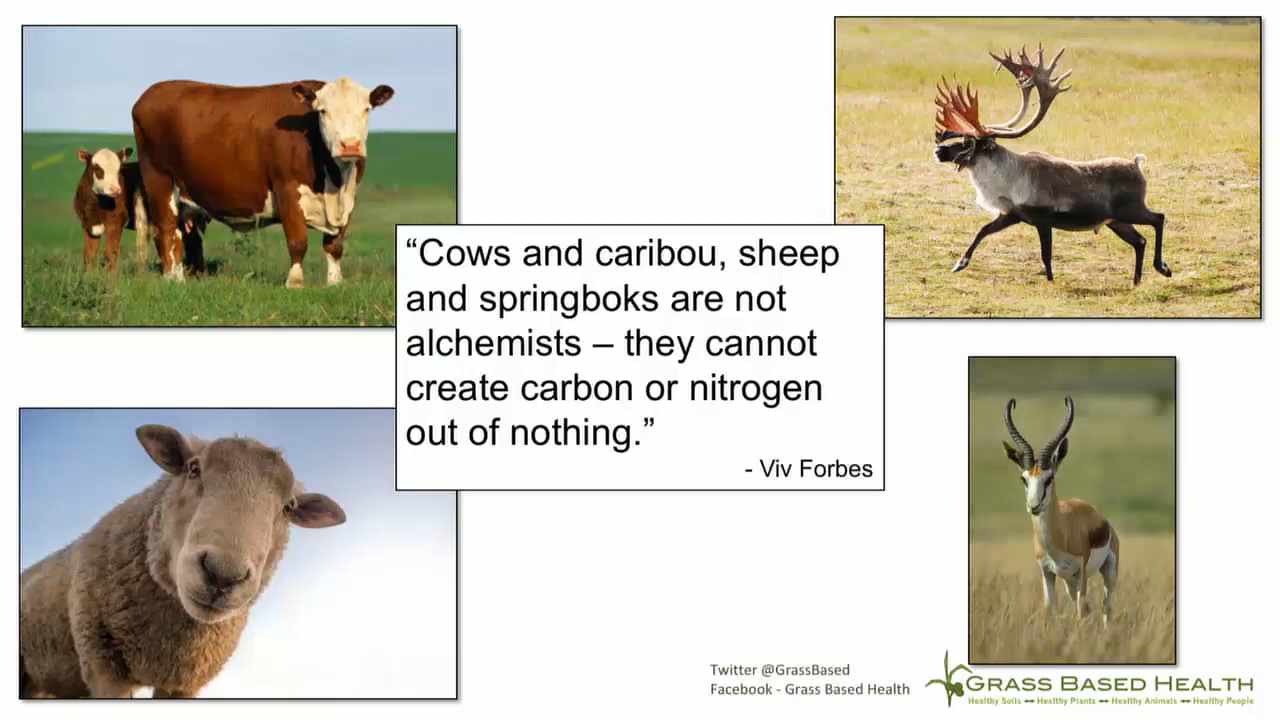 “Cows and caribou, sheep
and springboks are not
alchemists – they cannot
create carbon or nitrogen
out of nothing.”
- Viv Forbes
Twitter @GrassBased
Facebook - Grass Based Health
GRASS BASED HEALTH
Healthy Soils ↔ Healthy Plants ↔ Healthy Animals ↔ Healthy People